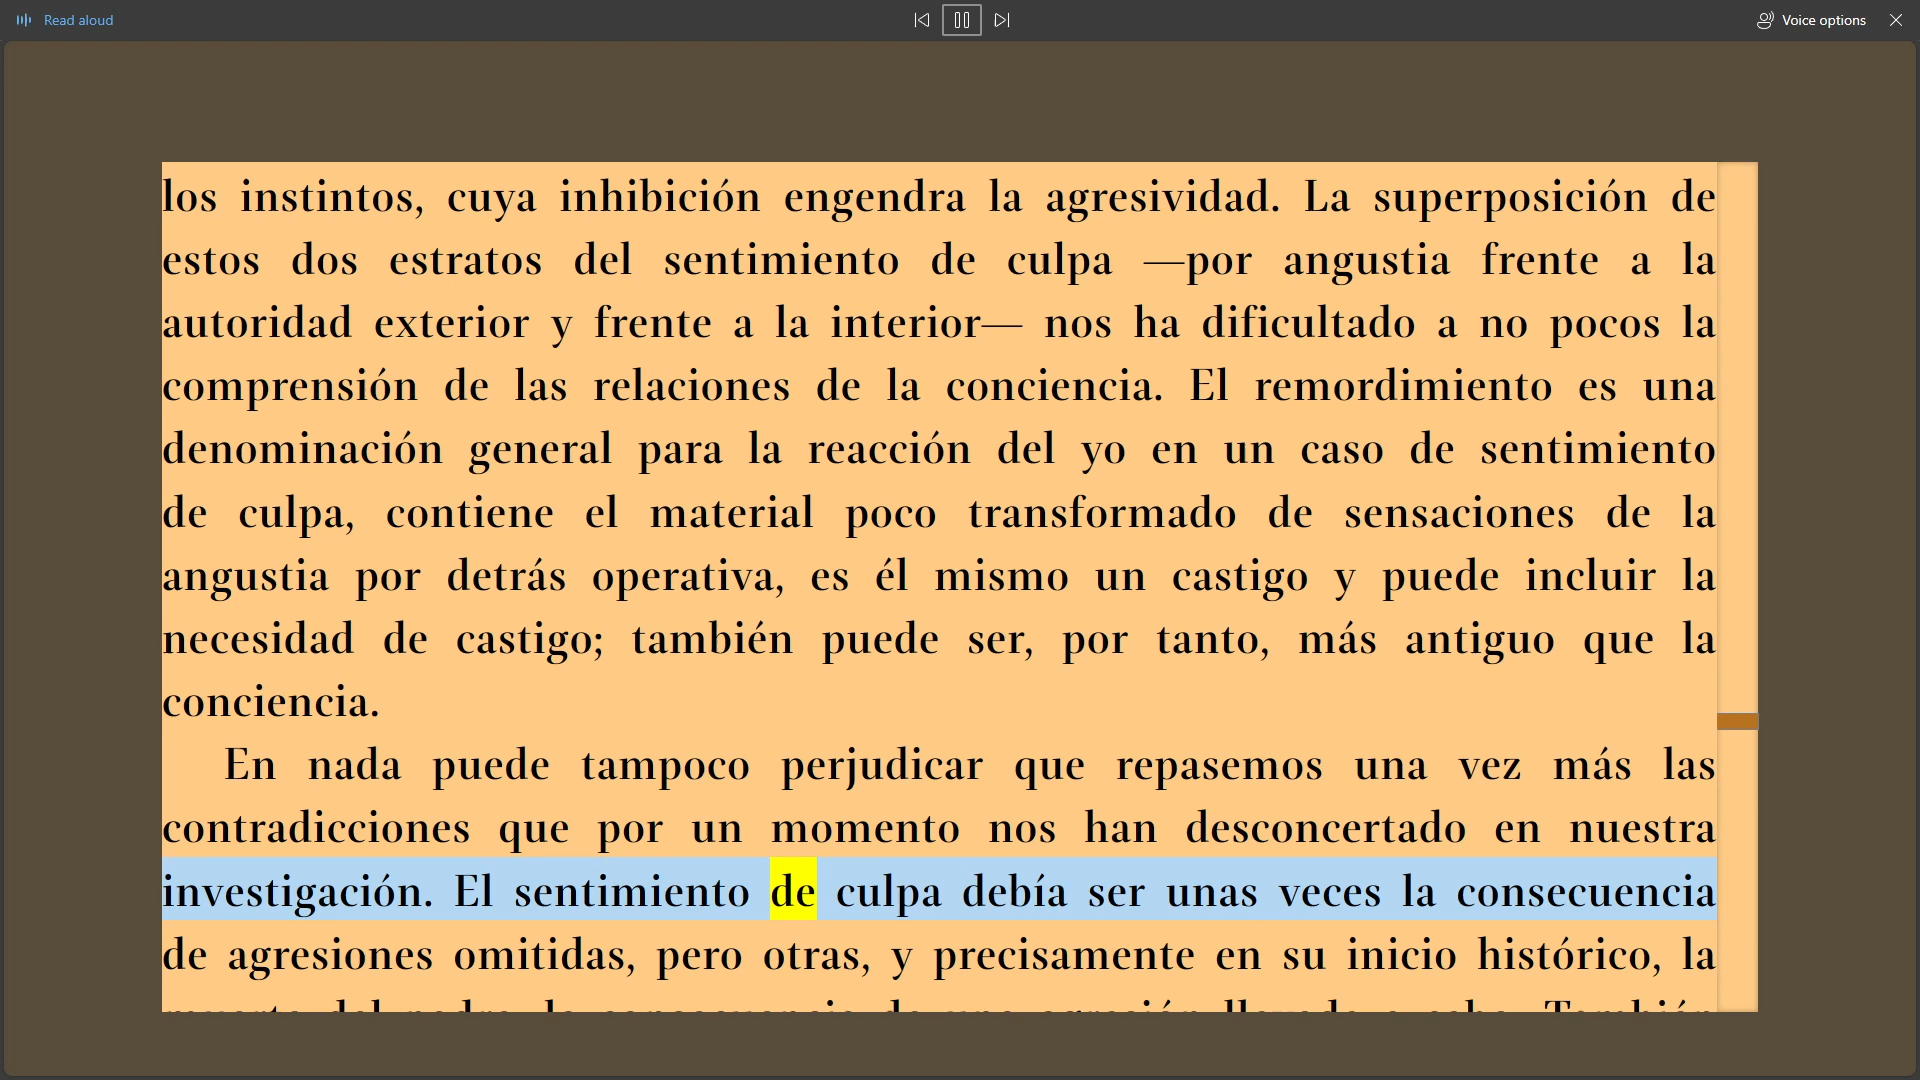 Read aloud
Voice options
los instintos, cuya inhibición engendra la agresividad. La superposición de
estos dos estratos del sentimiento de culpa —por angustia frente a la
autoridad exterior y frente a la interior— nos ha dificultado a no pocos la
comprensión de las relaciones de la conciencia. El remordimiento es una
denominación general para la reacción del yo en un caso de sentimiento
de culpa, contiene el material poco transformado de sensaciones de la
angustia por detrás operativa, es él mismo un castigo y puede incluir la
necesidad de castigo; también puede ser, por tanto, más antiguo que la
conciencia.
En nada puede tampoco perjudicar que repasemos una vez más las
contradicciones que por un momento nos han desconcertado en nuestra
investigación. El sentimiento de culpa debía ser unas veces la consecuencia
de agresiones omitidas, pero otras, y precisamente en su inicio histórico, la